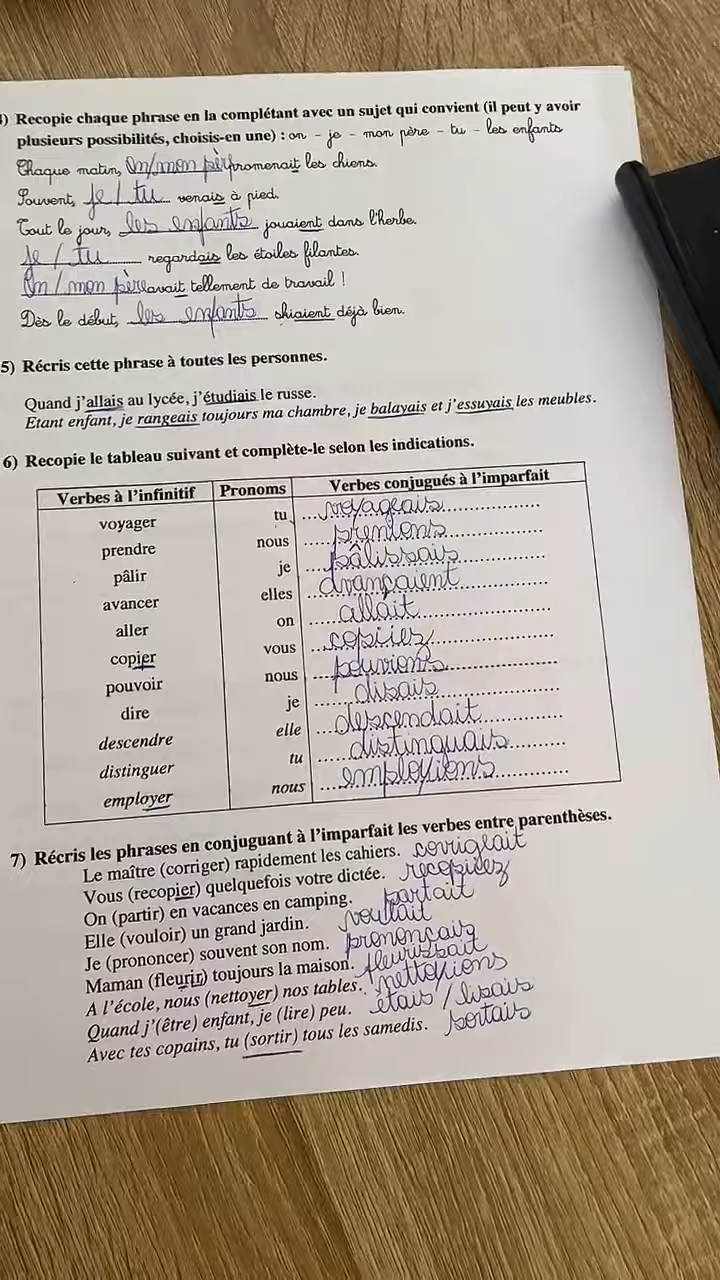 4) Recopie chaque phrase en la complétant avec un sujet qui convient (il peut y avoir
plusieurs possibilités, choisis-en une) : on - je - mon père - tu - les enfants
Chaque matin, On/mon père promenait les chiens.
Souvent, je / tu venais à pied.
Tout le jour, les enfants jouaient dans l'herbe.
je / tu regardais les étoiles filantes.
On / mon père avait tellement de travail !
Dès le début, les enfants skiaient déjà bien.
5) Récris cette phrase à toutes les personnes.
Quand j'allais au lycée, j'étudiais le russe.
Etant enfant, je rangeais toujours ma chambre, je balayais et j'essuyais les meubles.
6) Recopie le tableau suivant et complète-le selon les indications.
Verbes à l'infinitif Pronoms Verbes conjugués à l'imparfait
voyager tu voyageais
prendre nous prenions
pâlir je pâlissais
avancer elles avançaient
aller on allait
copier vous copiiez
pouvoir nous pouvions
dire je disais
descendre elle descendait
distinguer tu distinguais
employer nous employions
7) Récris les phrases en conjuguant à l'imparfait les verbes entre parenthèses.
Le maître (corriger) rapidement les cahiers. corrigeait
Vous (recopier) quelquefois votre dictée. recopiiez
On (partir) en vacances en camping. partait
Elle (vouloir) un grand jardin. voulait
Je (prononcer) souvent son nom. prononçais
Maman (fleurir) toujours la maison. fleurissait
A l'école, nous (nettoyer) nos tables. nettoyions
Quand j'(être) enfant, je (lire) peu. étais / lisais
Avec tes copains, tu (sortir) tous les samedis. sortais